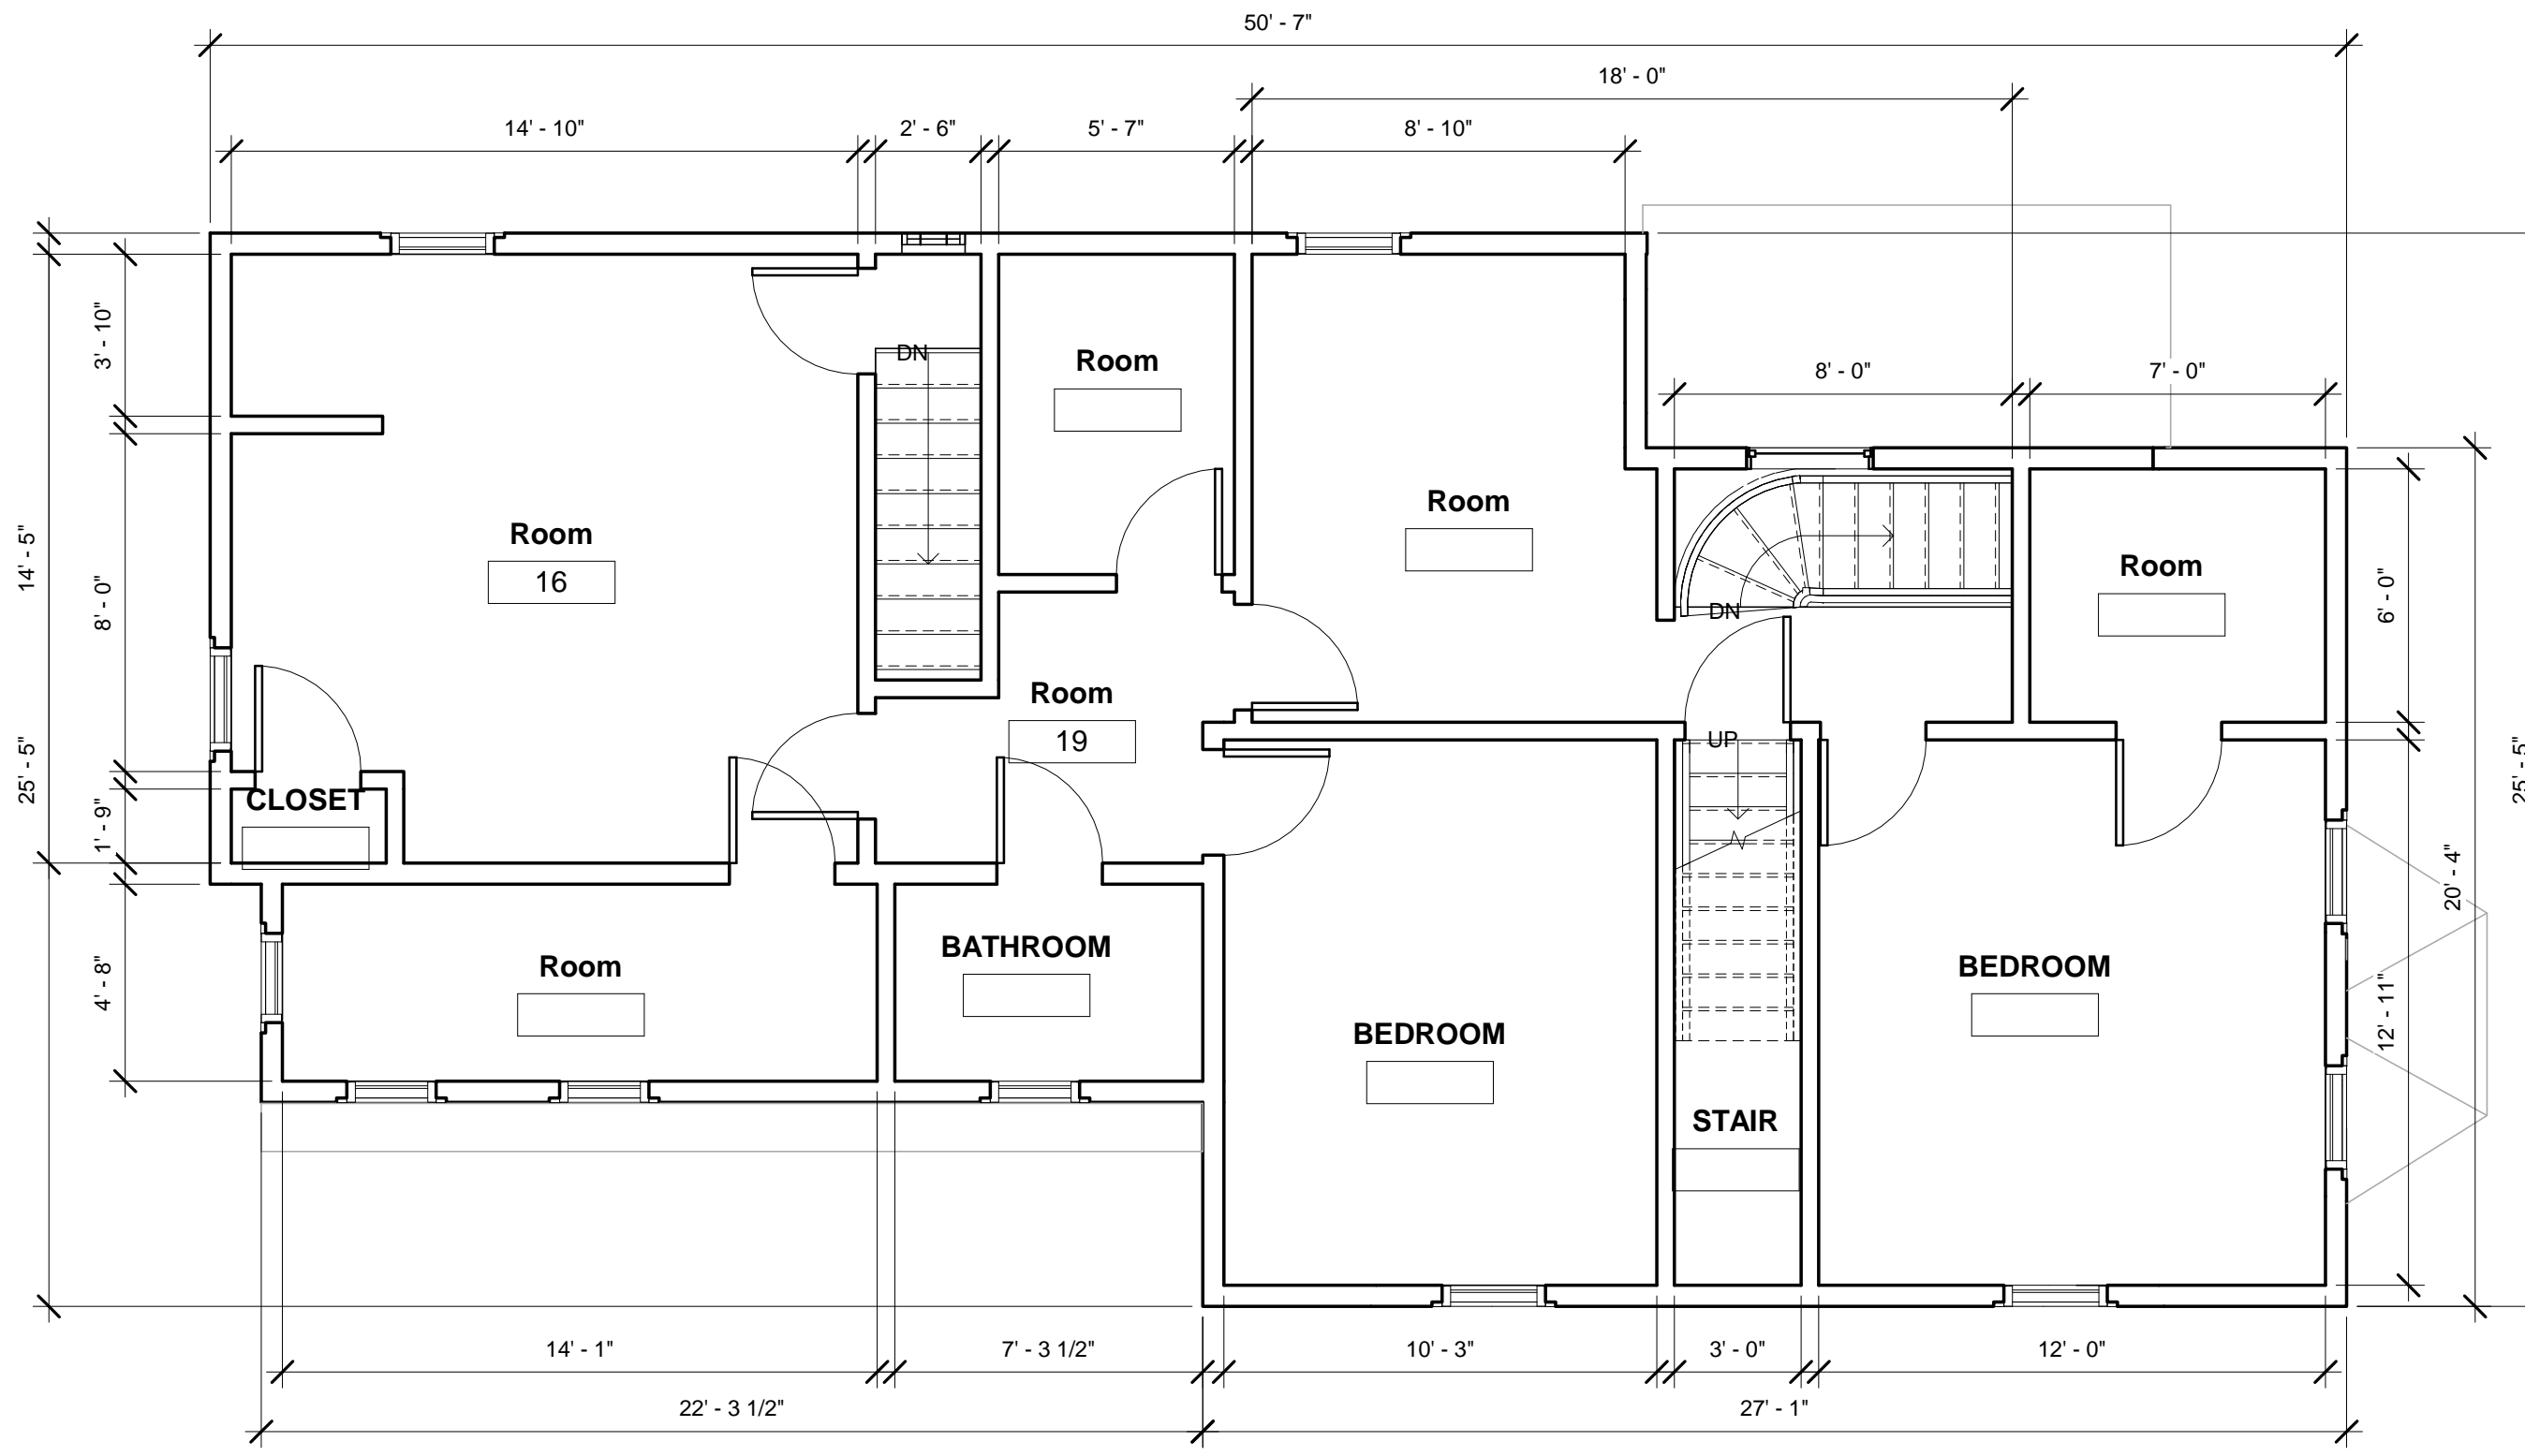 50' - 7"
18' - 0"
14' - 10"
2' - 6"
5' - 7"
8' - 10"
3' - 10"
DN
Room
8' - 0"
7' - 0"
Room
Room
16
14' - 5"
8' - 0"
Room
6' - 0"
DN
Room
19
UP
25' - 5"
25' - 5"
CLOSET
1' - 9"
20' - 4"
4' - 8"
Room
BATHROOM
BEDROOM
12' - 11"
BEDROOM
STAIR
14' - 1"
7' - 3 1/2"
10' - 3"
3' - 0"
12' - 0"
22' - 3 1/2"
27' - 1"